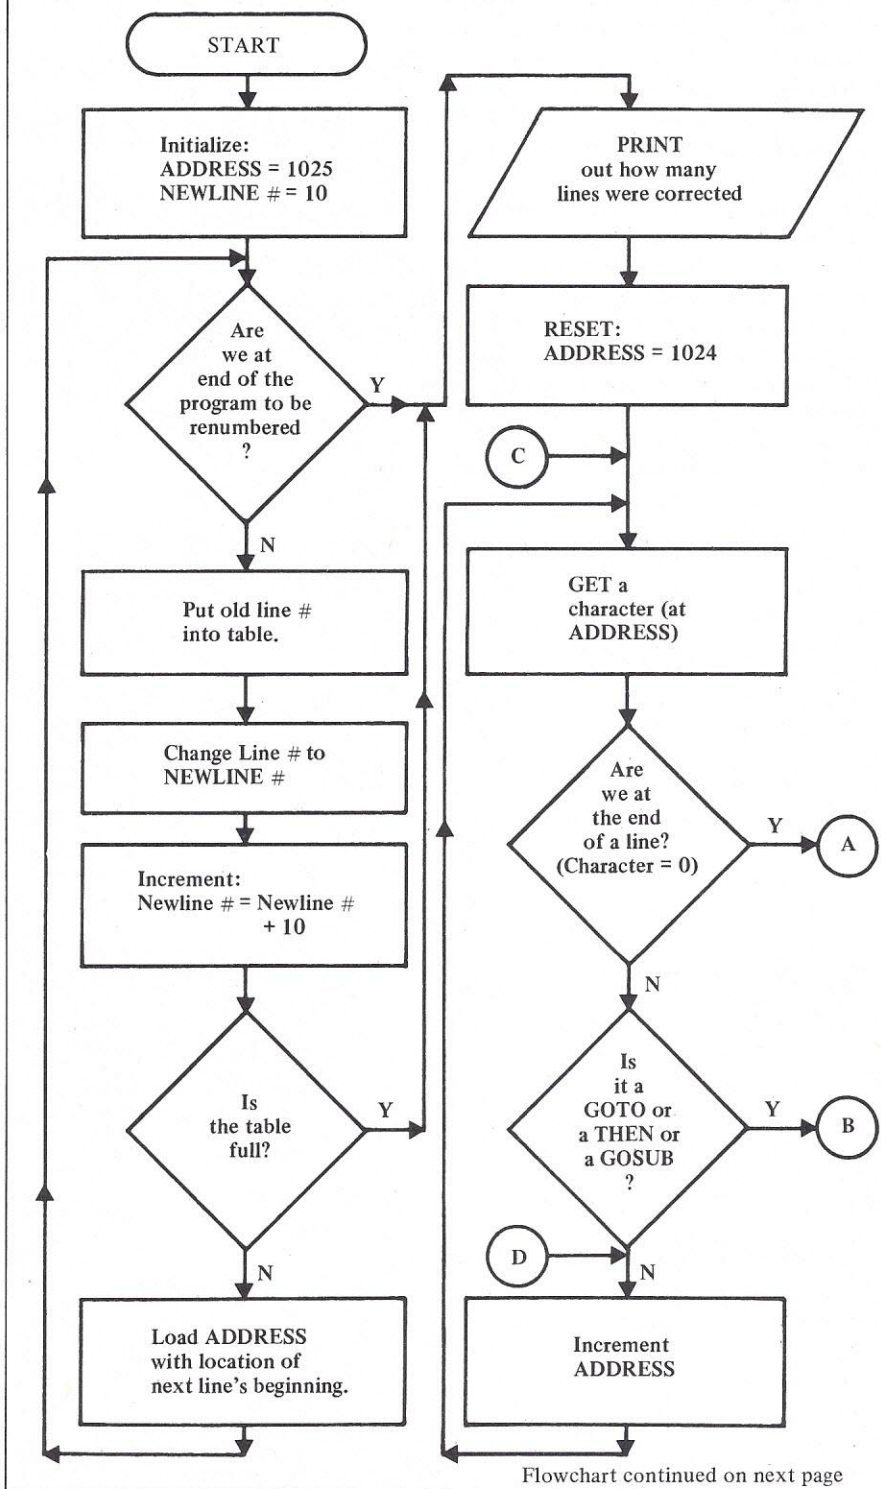 START
Initialize:
ADDRESS = 1025
NEWLINE # = 10
Are
we at
end of the
program to be
renumbered
?
Y
N
Put old line #
into table.
Change Line # to
NEWLINE #
Increment:
Newline # = Newline #
+ 10
Is
the table
full?
Y
N
Load ADDRESS
with location of
next line's beginning.
PRINT
out how many
lines were corrected
RESET:
ADDRESS = 1024
C
GET a
character (at
ADDRESS)
Are
we at
the end
of a line?
(Character = 0)
Y
A
N
Is
it a
GOTO or
a THEN or
a GOSUB
?
Y
B
D
N
Increment
ADDRESS
Flowchart continued on next page